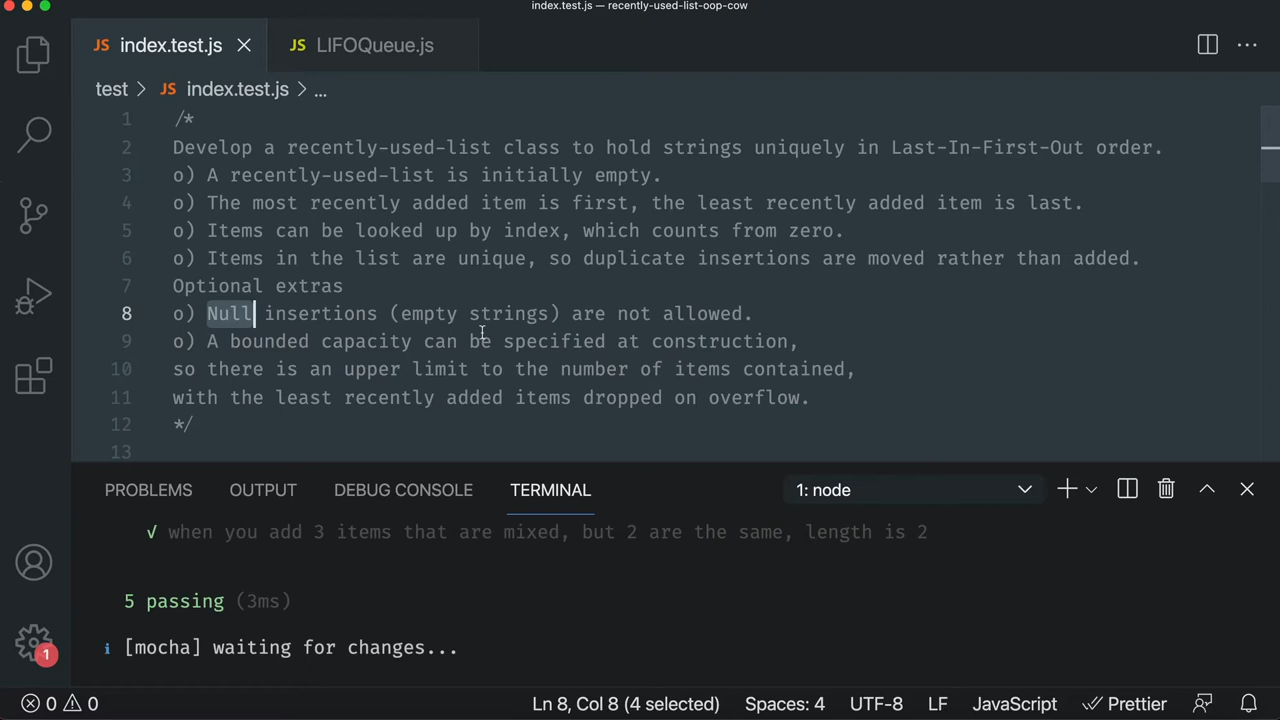 index.test.js — recently-used-list-oop-cow
JS index.test.js
JS LIFOQueue.js
test > JS index.test.js > ...
1 /*
2 Develop a recently-used-list class to hold strings uniquely in Last-In-First-Out order.
3 o) A recently-used-list is initially empty.
4 o) The most recently added item is first, the least recently added item is last.
5 o) Items can be looked up by index, which counts from zero.
6 o) Items in the list are unique, so duplicate insertions are moved rather than added.
7 Optional extras
8 o) Null insertions (empty strings) are not allowed.
9 o) A bounded capacity can be specified at construction,
10 so there is an upper limit to the number of items contained,
11 with the least recently added items dropped on overflow.
12 */
13
PROBLEMS OUTPUT DEBUG CONSOLE TERMINAL 1: node
√ when you add 3 items that are mixed, but 2 are the same, length is 2
5 passing (3ms)
i [mocha] waiting for changes...
1
0 0 Ln 8, Col 8 (4 selected) Spaces: 4 UTF-8 LF JavaScript Prettier